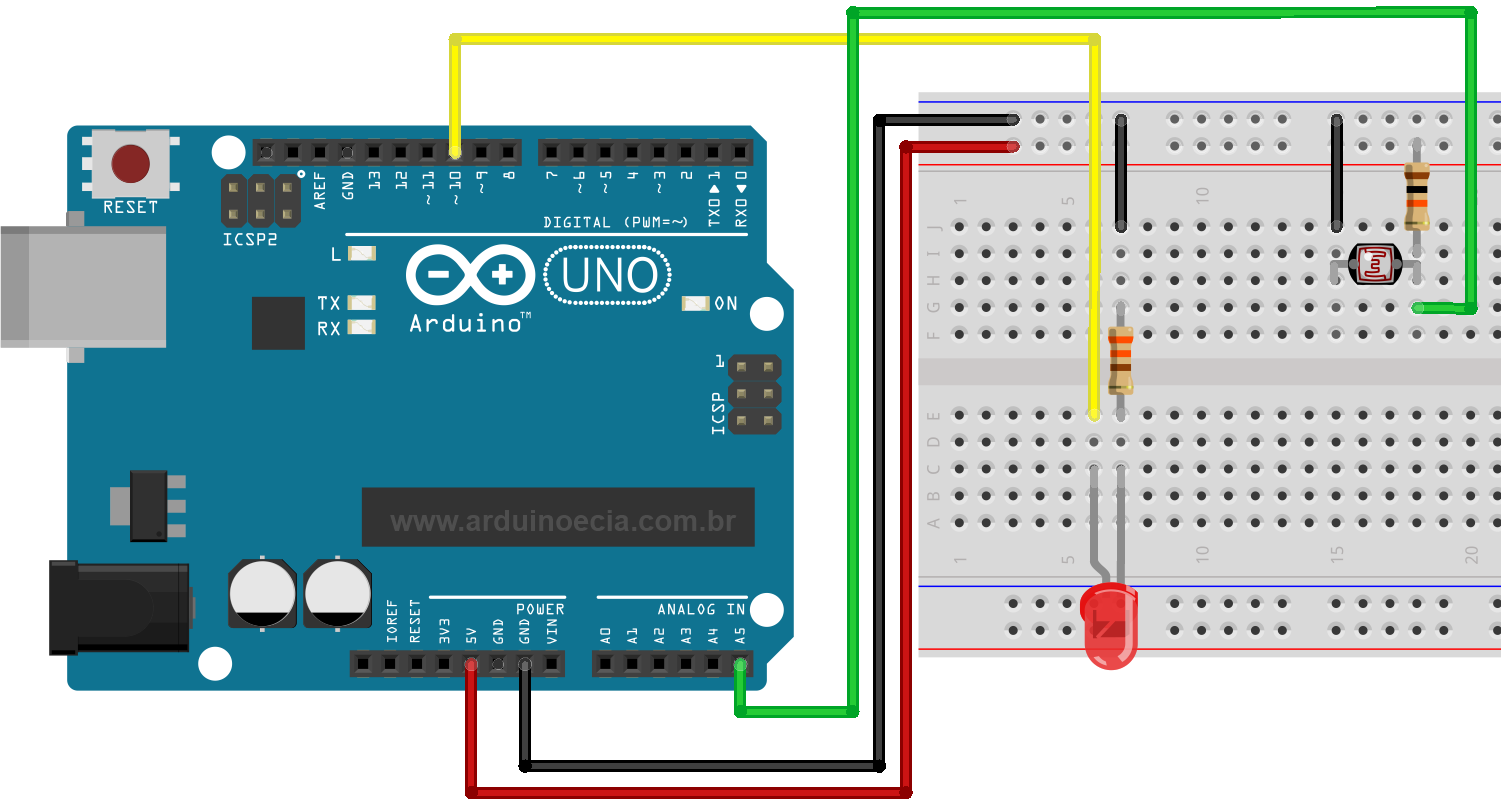 RESET
ICSP2
AREF
GND
13
12
~11
~10
~9
8
7
~6
~5
4
~3
2
TX0▶1
RX0◀0
DIGITAL (PWM=~)
L
TX
RX
UNO
Arduino™
ON
1
ICSP
www.arduinoecia.com.br
IOREF
RESET
3V3
5V
GND
GND
VIN
POWER
ANALOG IN
A0
A1
A2
A3
A4
A5
1
5
10
J
I
H
G
F
E
D
C
B
A
1
5
10
15
20